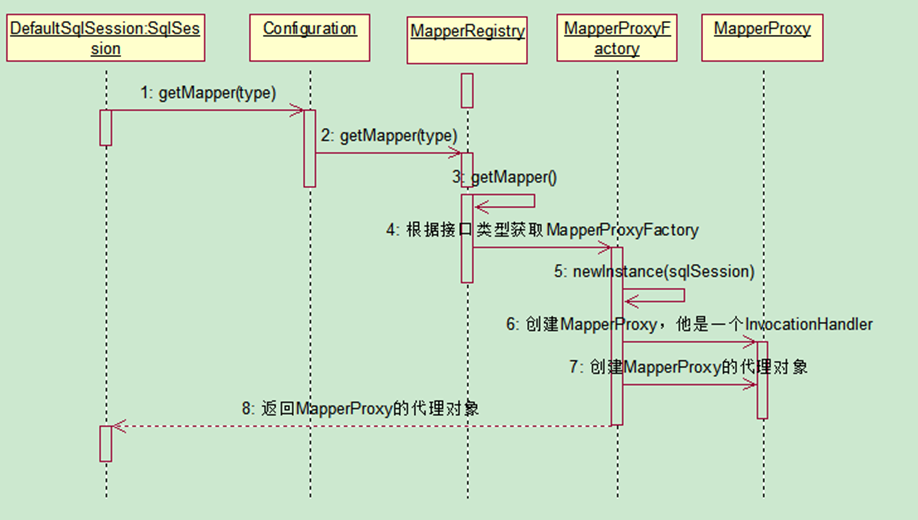 DefaultSqlSession:SqlSes
sion
Configuration
MapperRegistry
MapperProxyF
actory
MapperProxy
1: getMapper(type)
2: getMapper(type)
3: getMapper()
4: 根据接口类型获取MapperProxyFactory
5: newInstance(sqlSession)
6: 创建MapperProxy，他是一个InvocationHandler
7: 创建MapperProxy的代理对象
8: 返回MapperProxy的代理对象